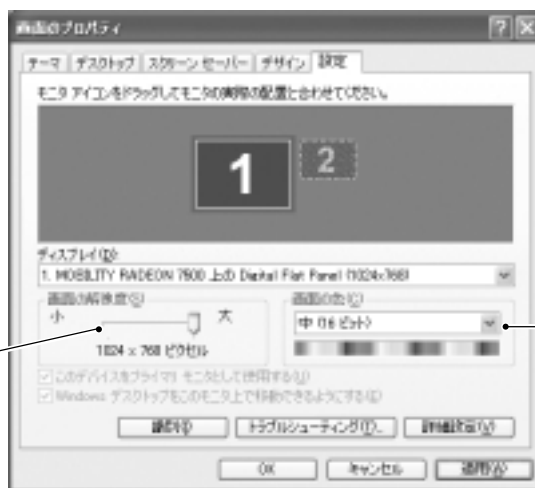 画面のプロパティ
テーマ デスクトップ スクリーン セーバー デザイン 設定
モニタ アイコンをドラッグしてモニタの実際の配置と合わせてください。
1
2
ディスプレイ(D):
1. MOBILITY RADEON 7500 上の Digital Flat Panel (1024x768)
画面の解像度(S)
小 大
1024 x 768 ピクセル
画面の色(C)
中 (16 ビット)
このデバイスをプライマリ モニタとして使用する(U)
Windows デスクトップをこのモニタ上で移動できるようにする(E)
識別(I) トラブルシューティング(T)... 詳細設定(V)
OK キャンセル 適用(A)